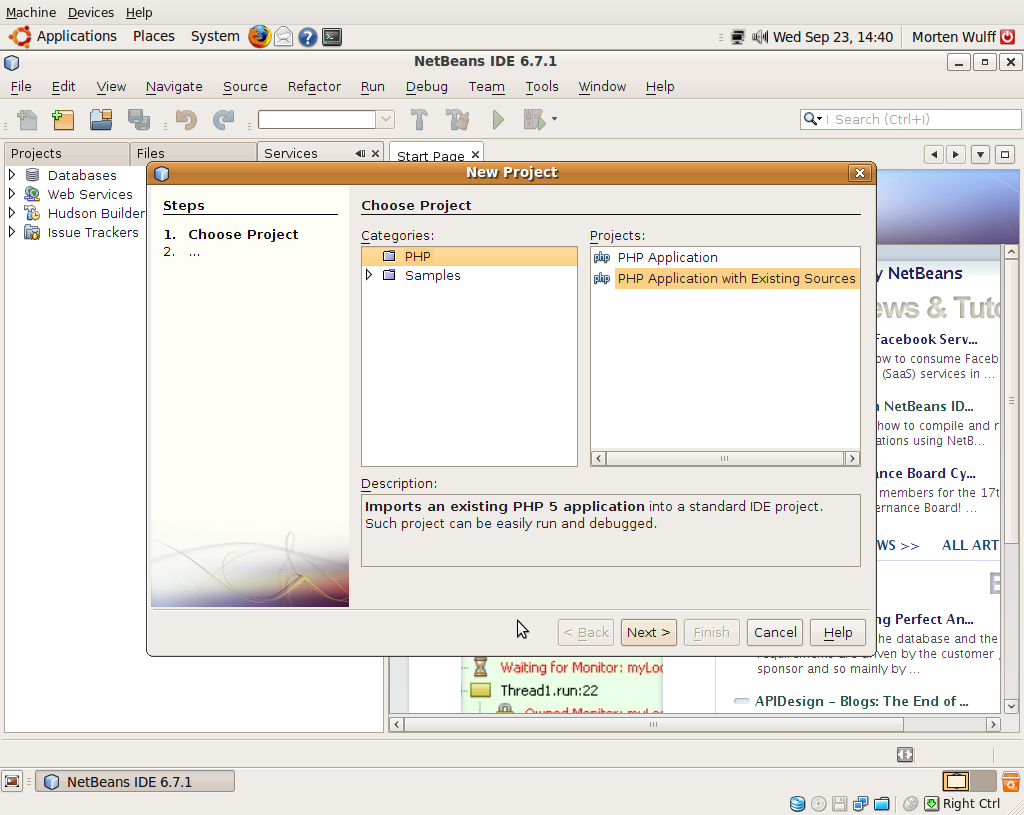 Machine Devices Help
Applications Places System
Wed Sep 23, 14:40 Morten Wulff
NetBeans IDE 6.7.1
File Edit View Navigate Source Refactor Run Debug Team Tools Window Help
Search (Ctrl+I)
Projects Files Services Start Page
Databases
Web Services
Hudson Builder
Issue Trackers
New Project
Steps
1. Choose Project
2. ...
Choose Project
Categories:
PHP
Samples
Projects:
php PHP Application
php PHP Application with Existing Sources
Description:
Imports an existing PHP 5 application into a standard IDE project.
Such project can be easily run and debugged.
< Back Next > Finish Cancel Help
y NetBeans
ews & Tuto
Facebook Serv...
ow to consume Faceb
(SaaS) services in ...
n NetBeans ID...
how to compile and r
ations using NetB...
nance Board Cy...
members for the 17t
ernance Board! ...
WS >> ALL ART
ng Perfect An...
he database and the
requirements are driven by the customer ,
sponsor and so mainly by ...
APIDesign – Blogs: The End of ...
Waiting for Monitor: myLo
Thread1.run:22
Owned Monitor: myLo
NetBeans IDE 6.7.1
Right Ctrl